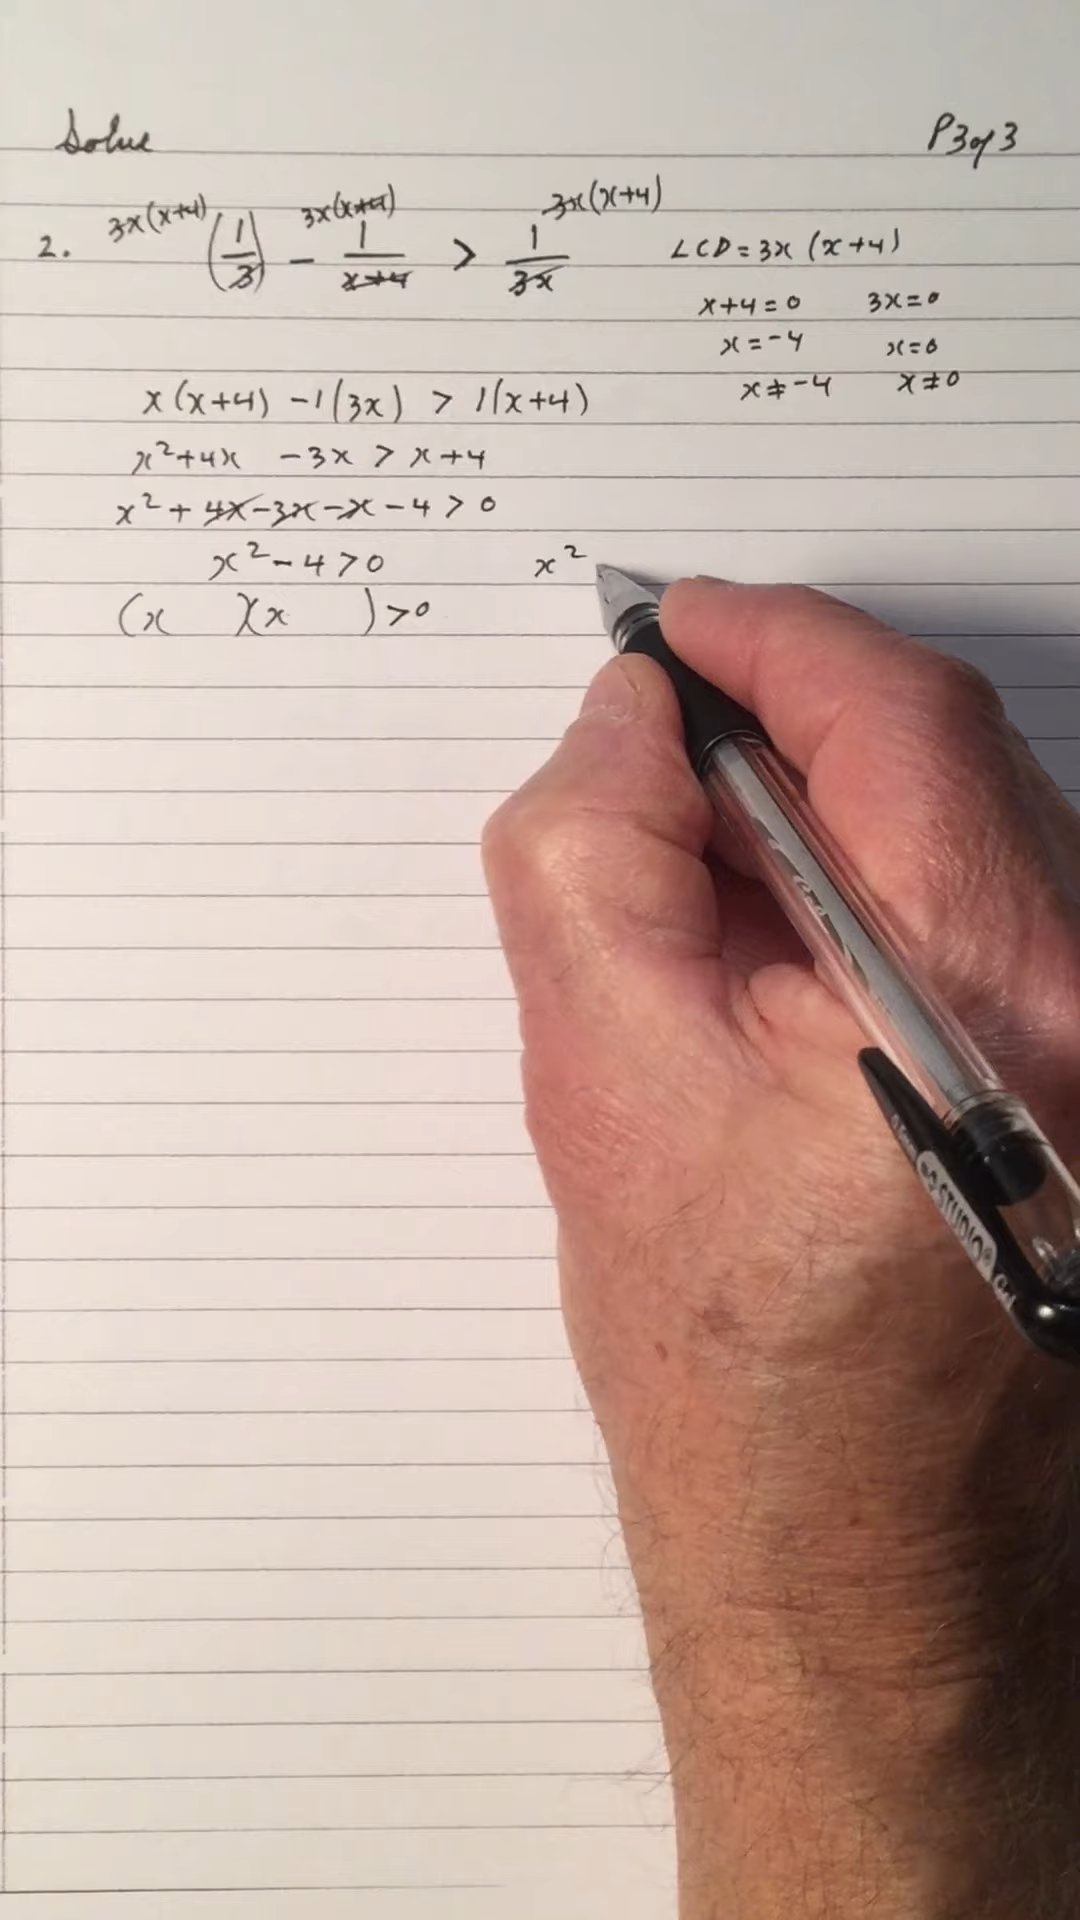 Solve P3of3
3x(x+4) 3x(x+4) 3x(x+4)
2. (1/3) - 1/x+4 > 1/3x LCD=3x(x+4)
x+4=0 3x=0
x=-4 x=0
x≠-4 x≠0
x(x+4) -1(3x) > 1(x+4)
x²+4x -3x > x+4
x²+4x-3x-x-4>0
x²-4>0 x²
(x )(x )>0
STUDIO